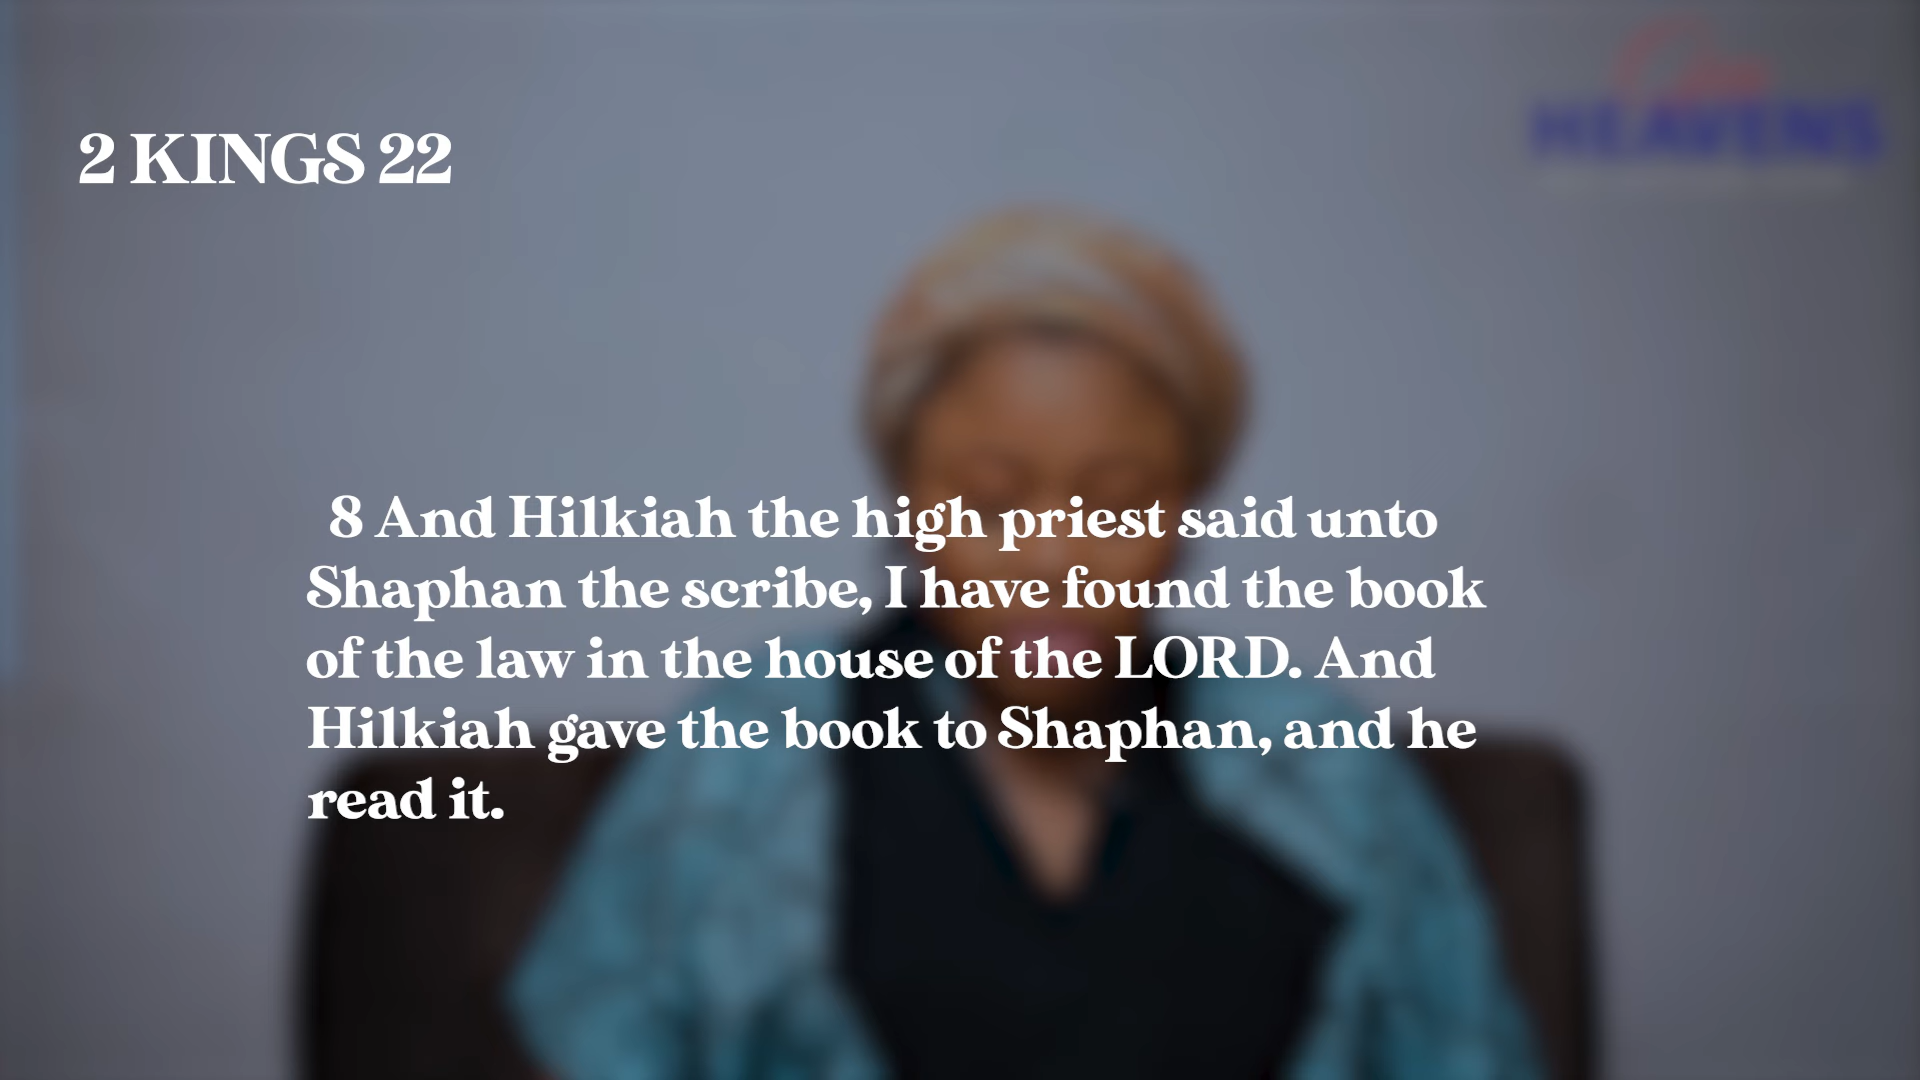 HEAVENS
2 KINGS 22
8 And Hilkiah the high priest said unto
Shaphan the scribe, I have found the book
of the law in the house of the LORD. And
Hilkiah gave the book to Shaphan, and he
read it.